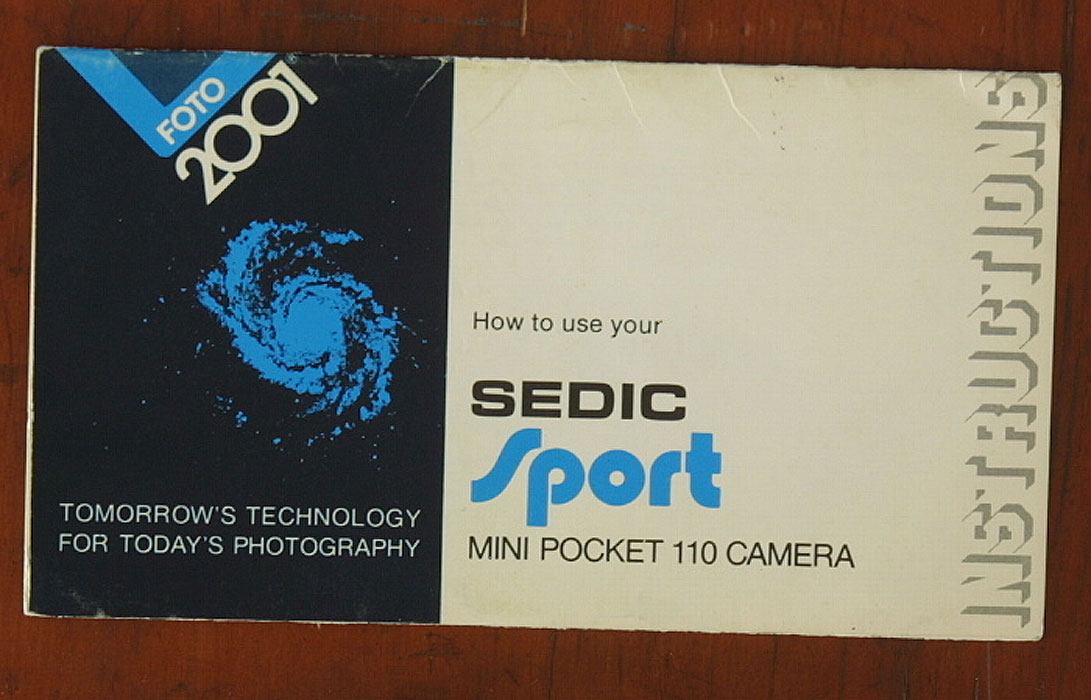 FOTO
2001
TOMORROW'S TECHNOLOGY
FOR TODAY'S PHOTOGRAPHY
How to use your
SEDIC
Sport
MINI POCKET 110 CAMERA
INSTRUCTIONS